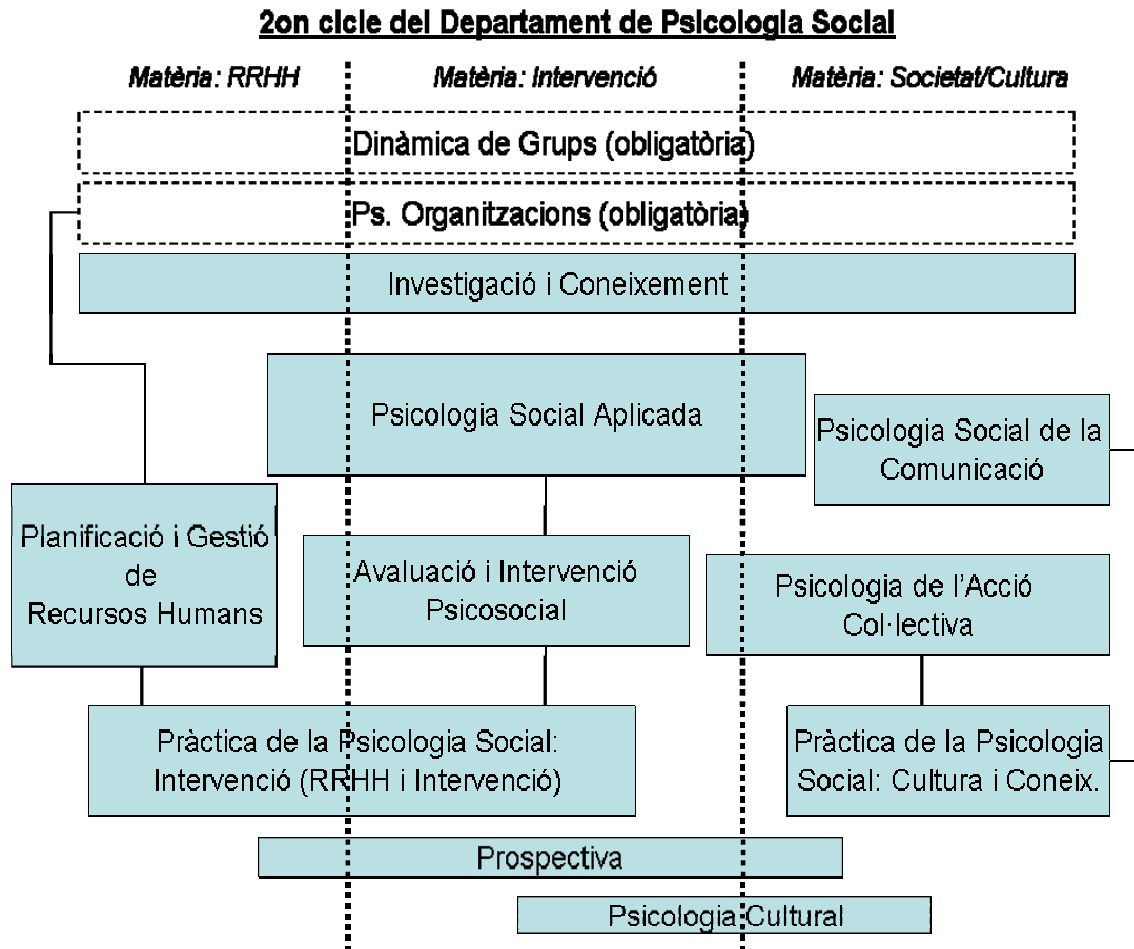 2on cicle del Departament de Psicologia Social
Matèria: RRHH
Matèria: Intervenció
Matèria: Societat/Cultura
Dinàmica de Grups (obligatòria)
Ps. Organitzacions (obligatòria)
Investigació i Coneixement
Psicologia Social Aplicada
Psicologia Social de la
Comunicació
Planificació i Gestió
de
Recursos Humans
Avaluació i Intervenció
Psicosocial
Psicologia de l'Acció
Col·lectiva
Pràctica de la Psicologia Social:
Intervenció (RRHH i Intervenció)
Pràctica de la Psicologia
Social: Cultura i Coneix.
Prospectiva
Psicologia Cultural